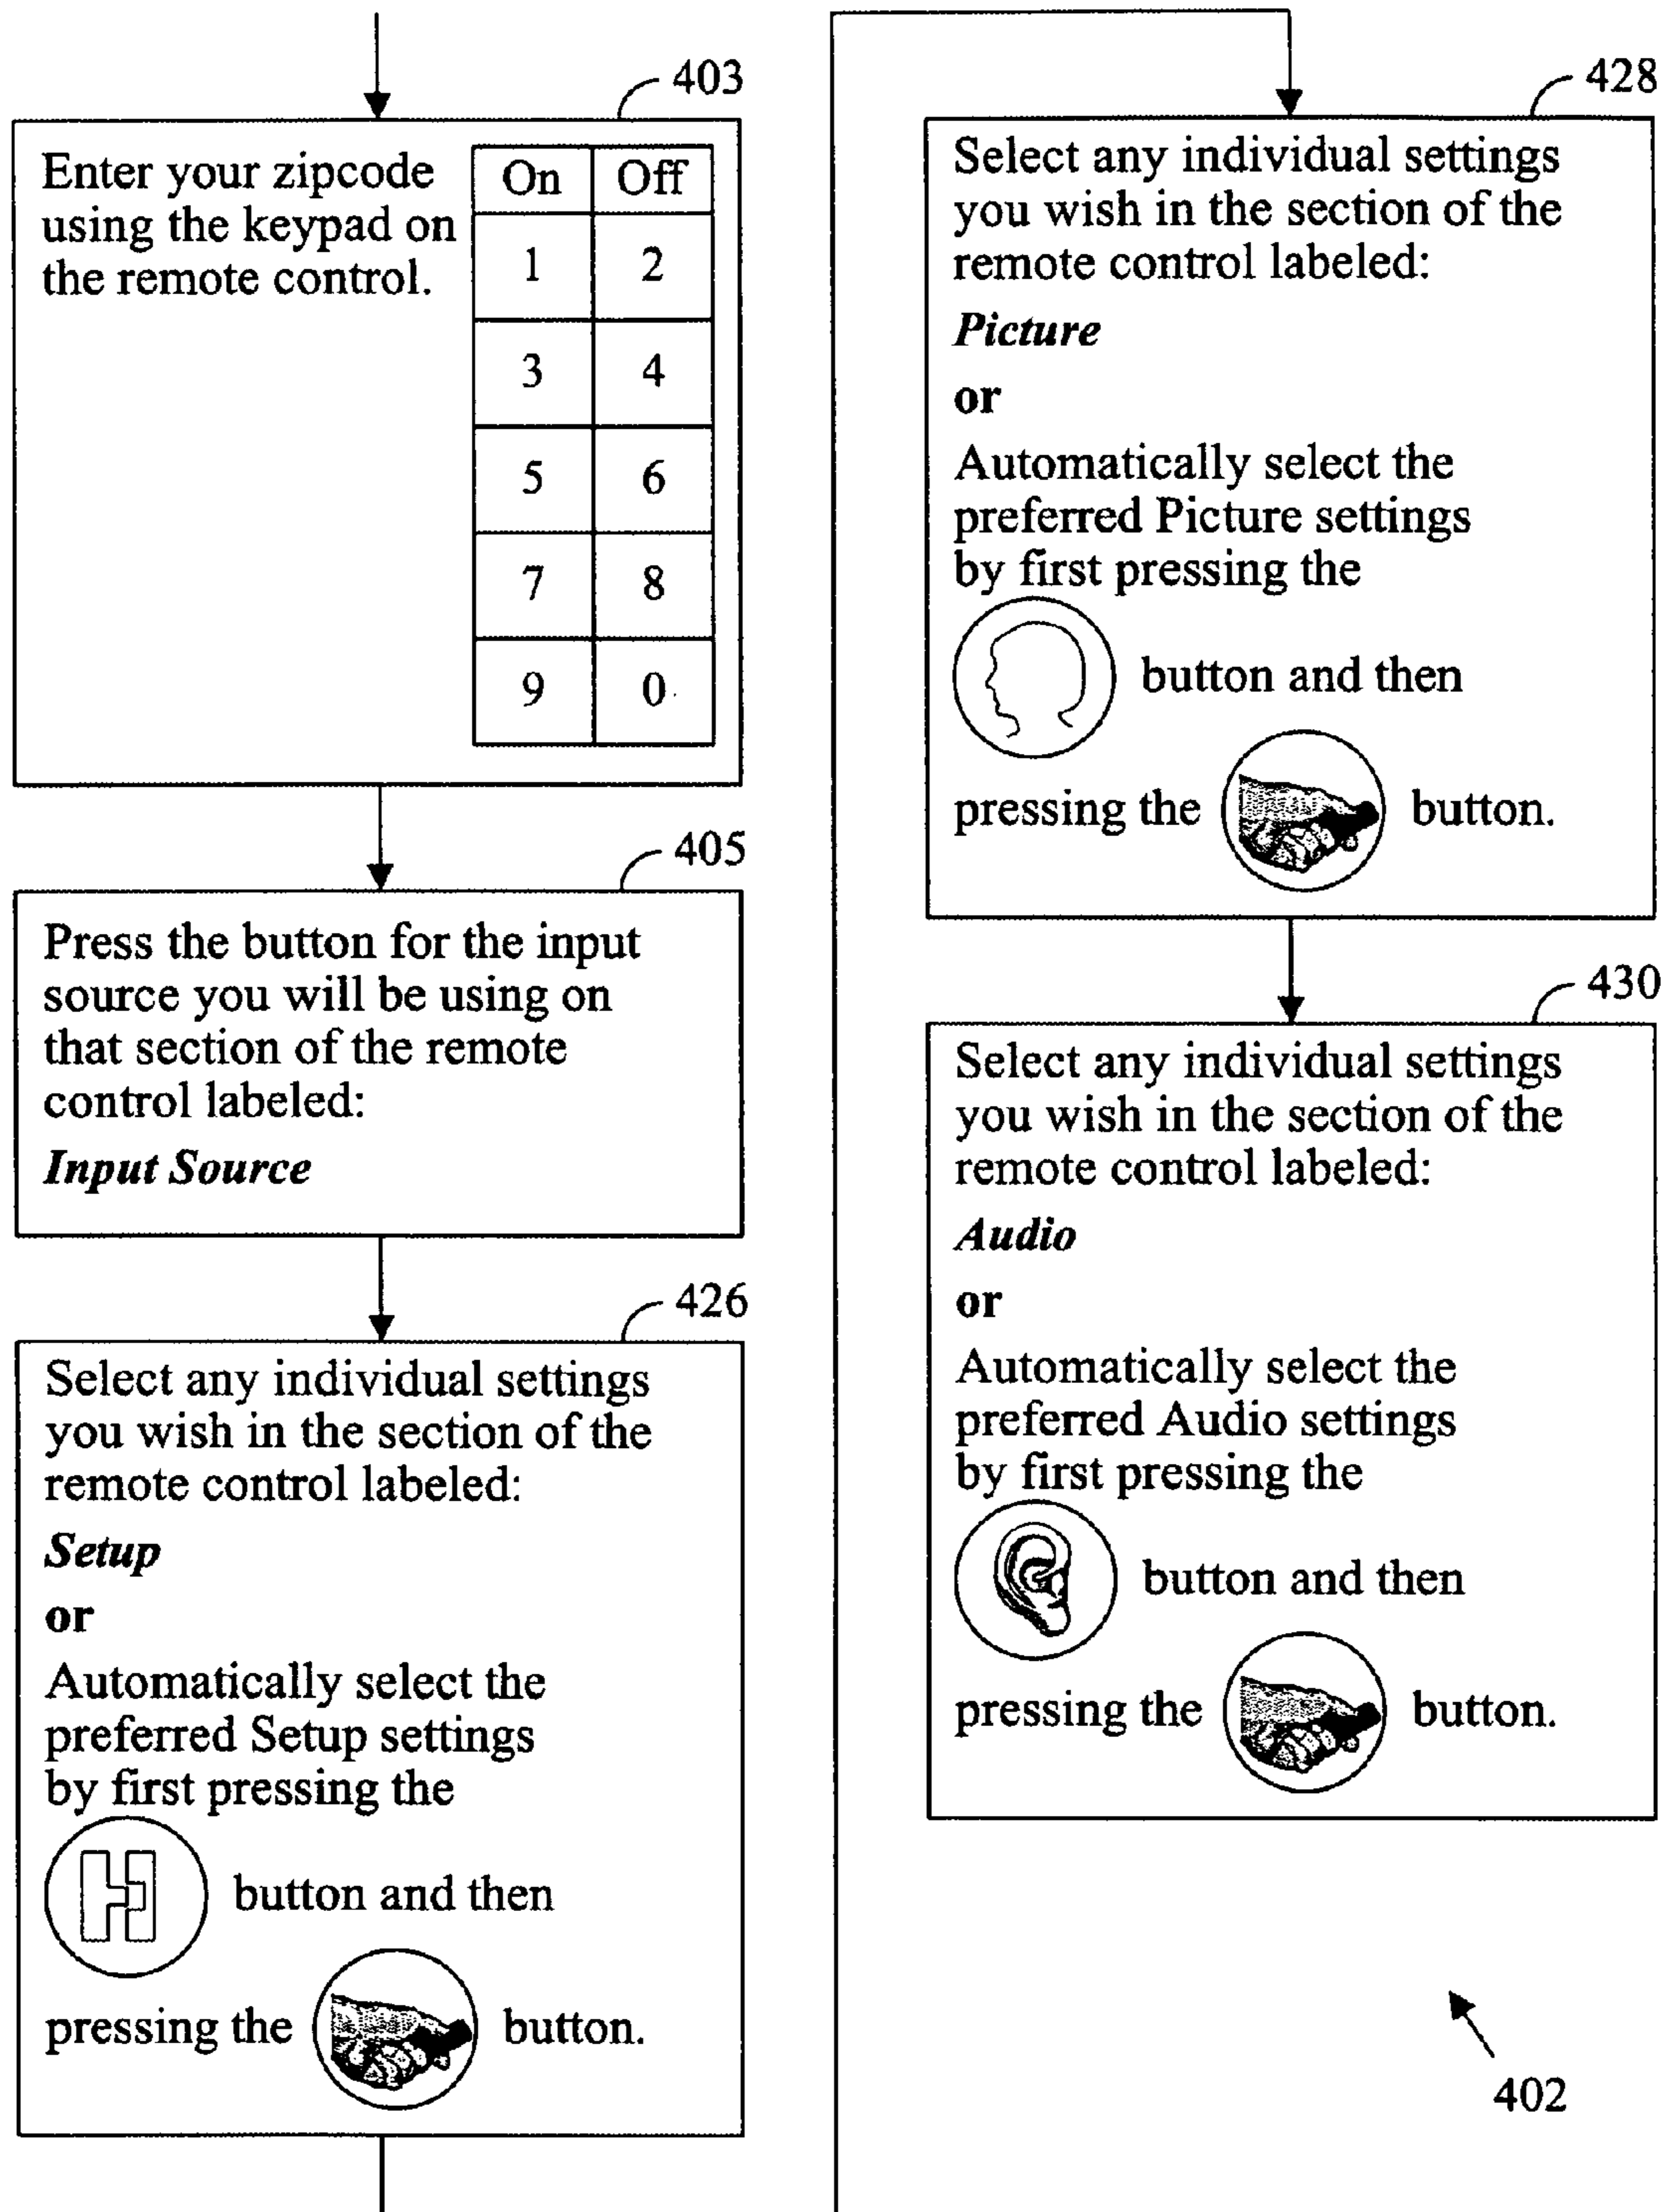 403
Enter your zipcode
using the keypad on
the remote control.
On Off
1 2
3 4
5 6
7 8
9 0
405
Press the button for the input
source you will be using on
that section of the remote
control labeled:
Input Source
426
Select any individual settings
you wish in the section of the
remote control labeled:
Setup
or
Automatically select the
preferred Setup settings
by first pressing the
button and then
pressing the button.
428
Select any individual settings
you wish in the section of the
remote control labeled:
Picture
or
Automatically select the
preferred Picture settings
by first pressing the
button and then
pressing the button.
430
Select any individual settings
you wish in the section of the
remote control labeled:
Audio
or
Automatically select the
preferred Audio settings
by first pressing the
button and then
pressing the button.
402